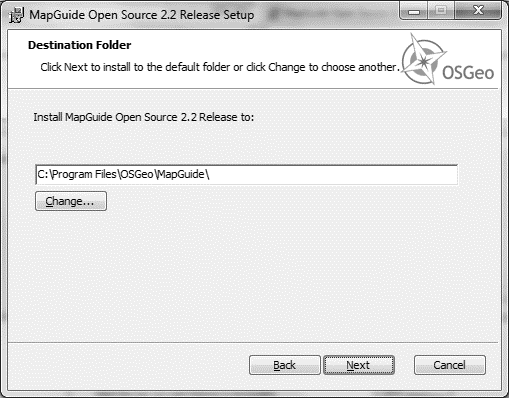 MapGuide Open Source 2.2 Release Setup
Destination Folder
Click Next to install to the default folder or click Change to choose another.
OSGeo
Install MapGuide Open Source 2.2 Release to:
C:\Program Files\OSGeo\MapGuide\
Change...
Back
Next
Cancel